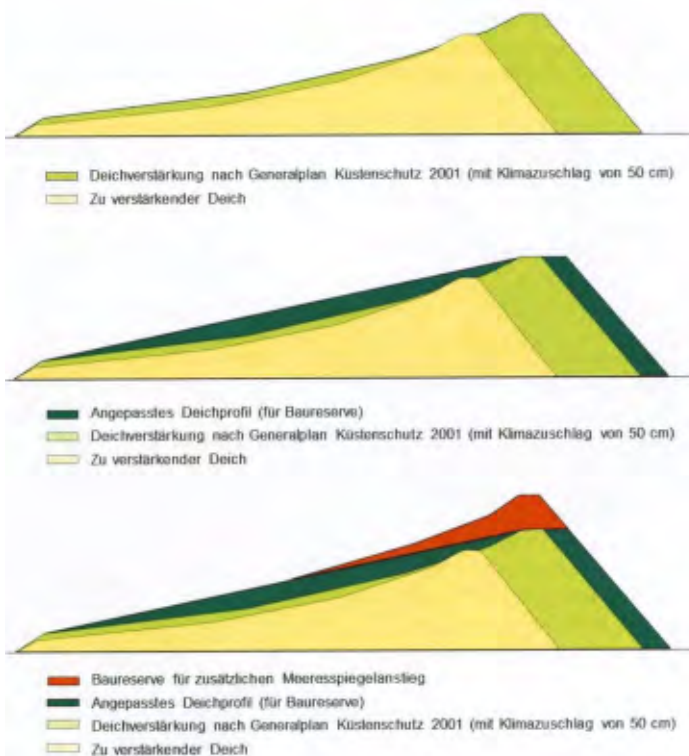 Deichverstärkung nach Generalplan Küstenschutz 2001 (mit Klimazuschlag von 50 cm)
Zu verstärkender Deich
Angepasstes Deichprofil (für Baureserve)
Deichverstärkung nach Generalplan Küstenschutz 2001 (mit Klimazuschlag von 50 cm)
Zu verstärkender Deich
Baureserve für zusätzlichen Meeresspiegelanstieg
Angepasstes Deichprofil (für Baureserve)
Deichverstärkung nach Generalplan Küstenschutz 2001 (mit Klimazuschlag von 50 cm)
Zu verstärkender Deich